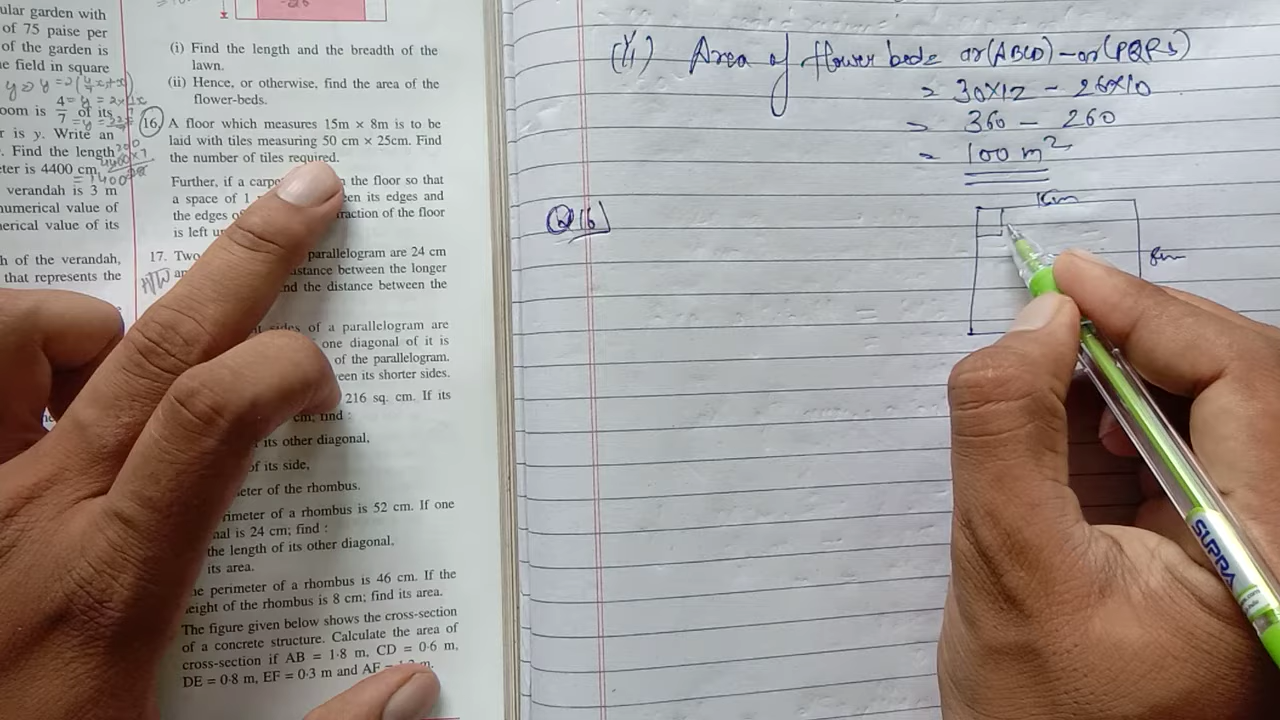 ular garden with
of 75 paise per
of the garden is
e field in square
oom is 4/7 of its
r is y. Write an
. Find the length
ter is 4400 cm,
verandah is 3 m
numerical value of
erical value of its
h of the verandah,
that represents the
(i) Find the length and the breadth of the
lawn.
(ii) Hence, or otherwise, find the area of the
flower-beds.
16. A floor which measures 15m × 8m is to be
laid with tiles measuring 50 cm × 25cm. Find
the number of tiles required.
Further, if a carpe the floor so that
a space of 1 en its edges and
the edges o raction of the floor
is left u
17. Two parallelogram are 24 cm
an istance between the longer
nd the distance between the
H/W
sides of a parallelogram are
one diagonal of it is
of the parallelogram.
een its shorter sides.
216 sq. cm. If its
cm; find :
its other diagonal,
of its side,
eter of the rhombus.
rimeter of a rhombus is 52 cm. If one
nal is 24 cm; find :
the length of its other diagonal,
its area.
e perimeter of a rhombus is 46 cm. If the
eight of the rhombus is 8 cm; find its area.
The figure given below shows the cross-section
of a concrete structure. Calculate the area of
cross-section if AB = 1·8 m, CD = 0·6 m,
DE = 0·8 m, EF = 0·3 m and AF = m.
Area of flower beds ar(ABCD) - ar(PQRS)
= 30×12 - 26×10
= 360 - 260
= 100 m²
Q16
8m
SUPRA